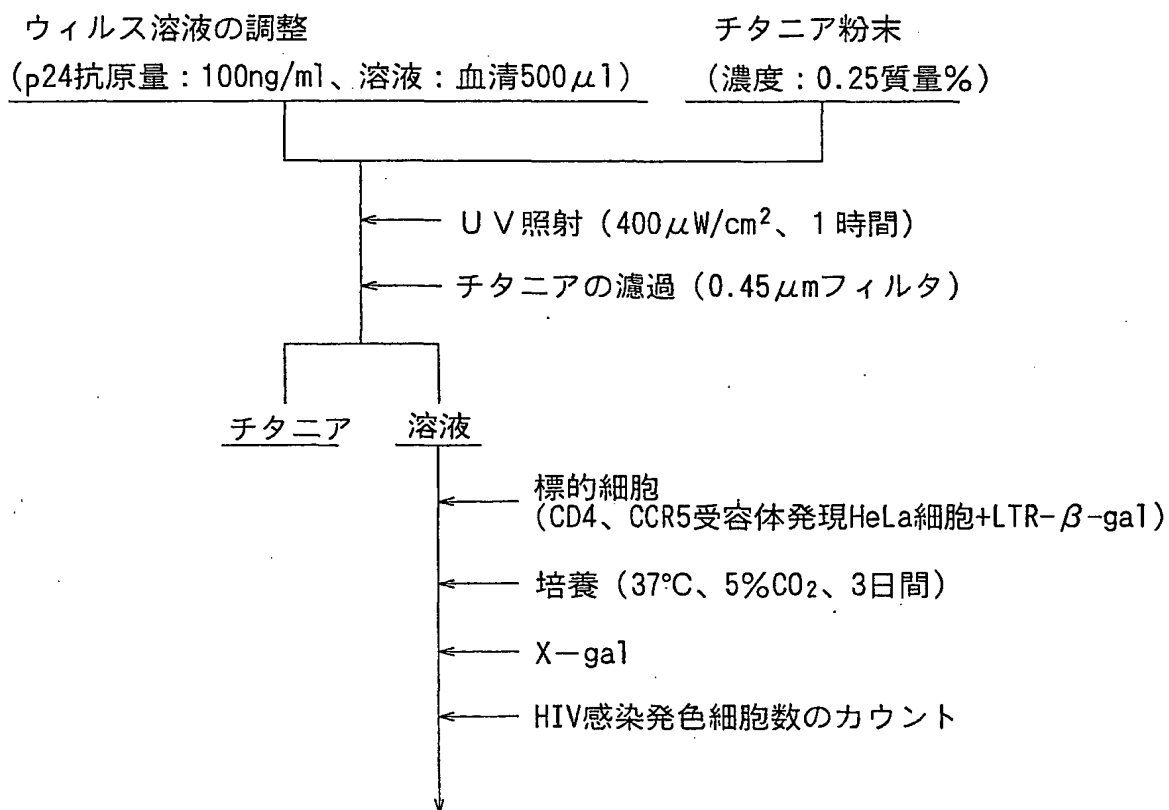 ウィルス溶液の調整
(p24抗原量：100ng/ml、溶液：血清500μl)
チタニア粉末
(濃度：0.25質量%)
UV照射 (400μW/cm²、1時間)
チタニアの濾過 (0.45μmフィルタ)
チタニア
溶液
標的細胞
(CD4、CCR5受容体発現HeLa細胞+LTR-β-gal)
培養 (37℃、5%CO₂、3日間)
X－gal
HIV感染発色細胞数のカウント